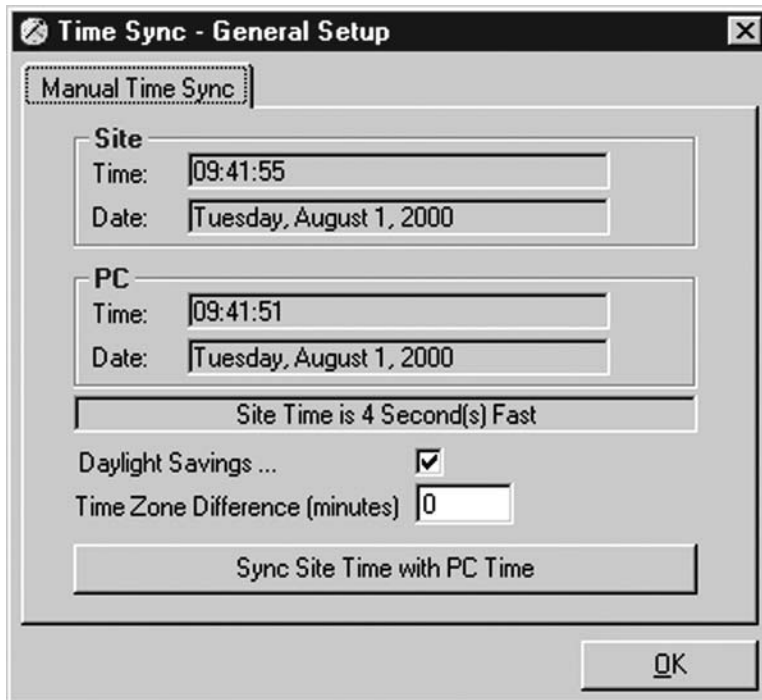 Time Sync - General Setup
Manual Time Sync
Site
Time: 09:41:55
Date: Tuesday, August 1, 2000
PC
Time: 09:41:51
Date: Tuesday, August 1, 2000
Site Time is 4 Second(s) Fast
Daylight Savings ...
Time Zone Difference (minutes) 0
Sync Site Time with PC Time
OK